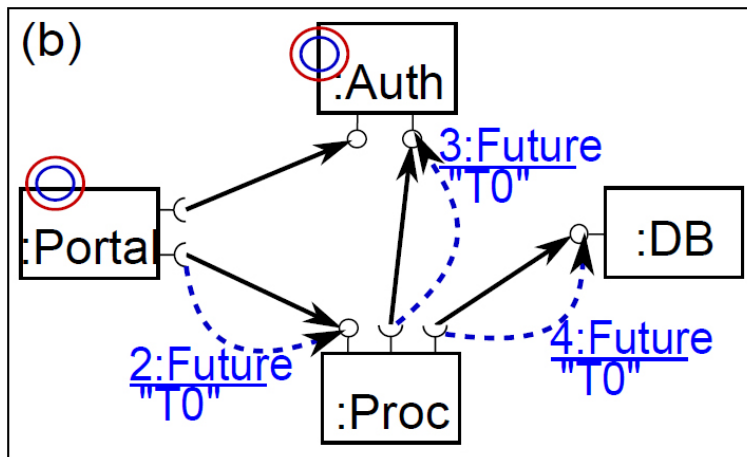 (b)
:Auth
3:Future
"T0"
:Portal
:DB
2:Future
"T0"
4:Future
"T0"
:Proc